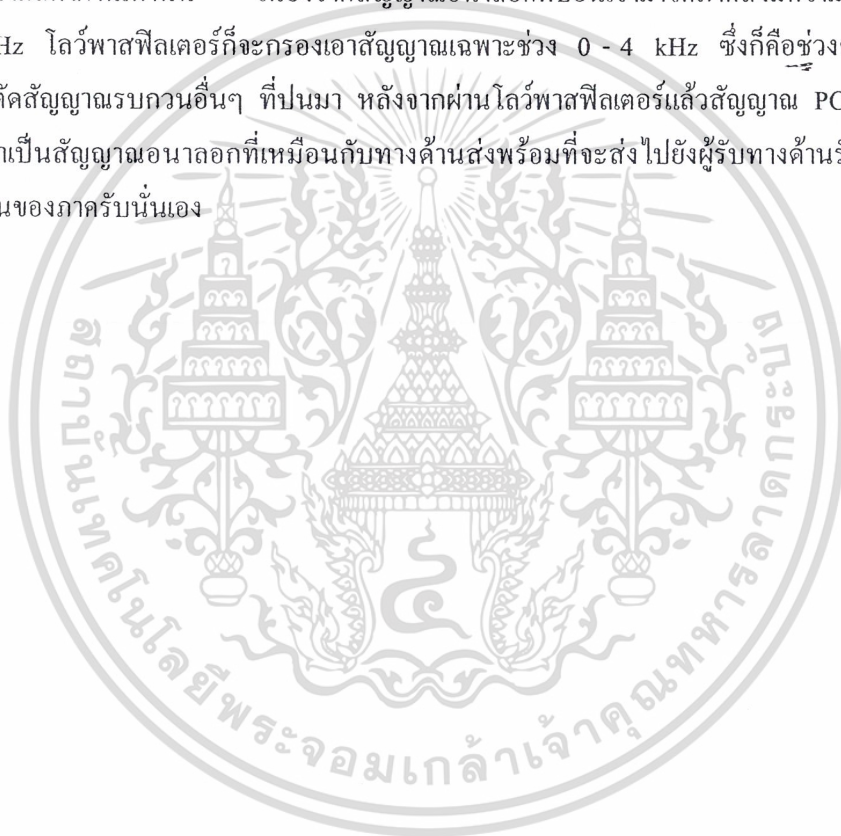 Hz โลว์พาสฟิลเตอร์ก็จะกรองเอาสัญญาณเฉพาะช่วง 0 - 4 kHz ซึ่งก็คือช่วง
ตัดสัญญาณรบกวนอื่นๆ ที่ปนมา หลังจากผ่านโลว์พาสฟิลเตอร์แล้วสัญญาณ PC
เป็นสัญญาณอนาลอกที่เหมือนกับทางด้านส่งพร้อมที่จะส่งไปยังผู้รับทางด้าน
ของภาครับนั่นเอง
สถาบันเทคโนโลยีพระจอมเกล้าเจ้าคุณทหารลาดกระบัง